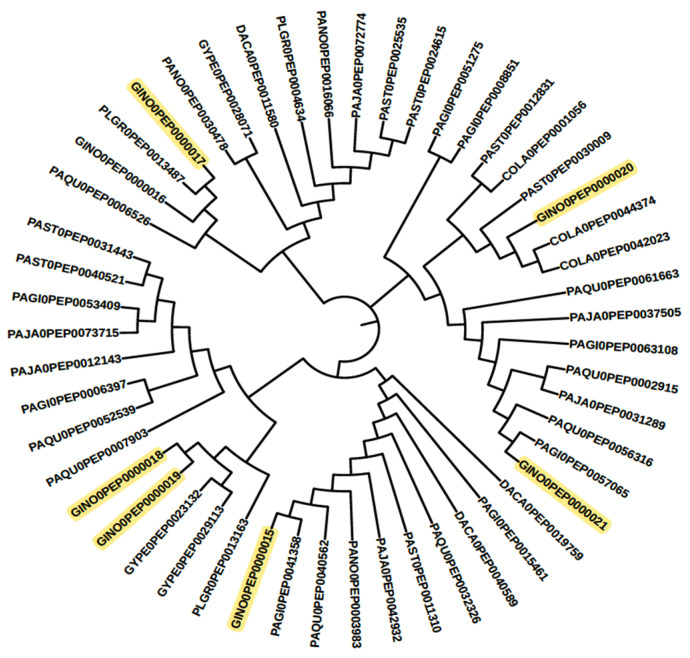 PANO0PEP0016066
PAJA0PEP0072774
PAST0PEP0025535
PAST0PEP0024615
PAGI0PEP0051275
PAGI0PEP0008851
PAST0PEP0012831
COLA0PEP0001056
PAST0PEP0030009
GINO0PEP0000020
COLA0PEP0044374
COLA0PEP0042023
PAQU0PEP0061663
PAJA0PEP0037505
PAGI0PEP0063108
PAQU0PEP0002915
PAJA0PEP0031289
PAQU0PEP0056316
PAGI0PEP0057065
GINO0PEP0000021
DACA0PEP0019759
PAGI0PEP0015461
DACA0PEP0040589
PAQU0PEP0032326
PAST0PEP0011310
PAJA0PEP0042932
PANO0PEP0003983
PAQU0PEP0040562
PAGI0PEP0041358
GINO0PEP0000015
PLGR0PEP0013163
GYPE0PEP0029113
GYPE0PEP0023132
GINO0PEP0000019
GINO0PEP0000018
PAQU0PEP0007903
PAQU0PEP0052539
PAGI0PEP0006397
PAJA0PEP0012143
PAJA0PEP0073715
PAGI0PEP0053409
PAST0PEP0040521
PAST0PEP0031443
PAQU0PEP0006526
GINO0PEP0000016
PLGR0PEP0013487
GINO0PEP0000017
PANO0PEP0030478
GYPE0PEP0028071
DACA0PEP0011580
PLGR0PEP0004634